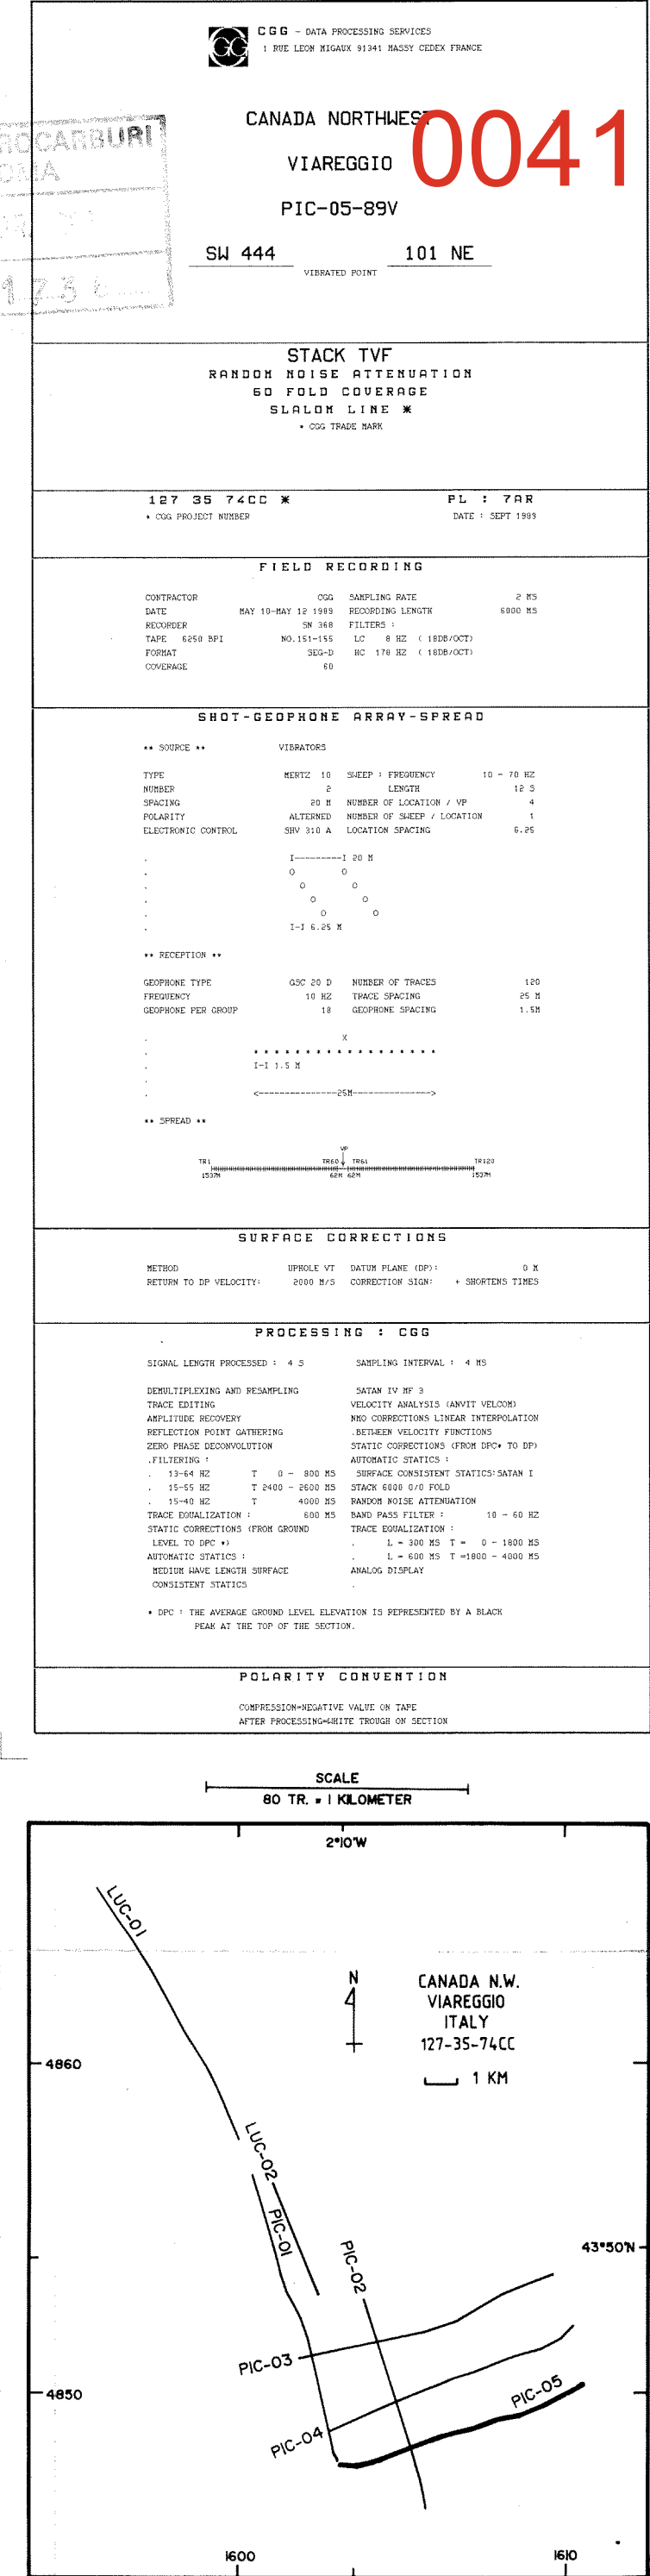 CGG - DATA PROCESSING SERVICES
1 RUE LEON MIGAUX 91341 MASSY CEDEX FRANCE
CANADA NORTHWEST
0041
VIAREGGIO
PIC-05-89V
SW 444 101 NE
VIBRATED POINT
ROCARBURI
STACK TVF
RANDOM NOISE ATTENUATION
60 FOLD COVERAGE
SLALOM LINE *
* CGG TRADE MARK
127 35 74CC * PL : 7AR
* CGG PROJECT NUMBER DATE : SEPT 1989
FIELD RECORDING
CONTRACTOR CGG SAMPLING RATE 2 MS
DATE MAY 10-MAY 12 1989 RECORDING LENGTH 6000 MS
RECORDER SN 368 FILTERS :
TAPE 6250 BPI NO.151-155 LC 8 HZ ( 18DB/OCT)
FORMAT SEG-D HC 178 HZ ( 18DB/OCT)
COVERAGE 60
SHOT-GEOPHONE ARRAY-SPREAD
** SOURCE ** VIBRATORS
TYPE MERTZ 10 SWEEP : FREQUENCY 10 - 70 HZ
NUMBER 2 LENGTH 12 S
SPACING 20 M NUMBER OF LOCATION / VP 4
POLARITY ALTERNED NUMBER OF SWEEP / LOCATION 1
ELECTRONIC CONTROL SHV 310 A LOCATION SPACING 6.25
. I---------I 20 M
. O O
. O O
. O O
. O O
. I-I 6.25 M
** RECEPTION **
GEOPHONE TYPE GSC 20 D NUMBER OF TRACES 120
FREQUENCY 10 HZ TRACE SPACING 25 M
GEOPHONE PER GROUP 18 GEOPHONE SPACING 1.5M
. X
. * * * * * * * * * * * * * * * * * *
. I-I 1.5 M
.
. <---------------25M--------------->
** SPREAD **
VP
TR1 TR60 TR61 TR120
1537M 62M 62M 1537M
SURFACE CORRECTIONS
METHOD UPHOLE VT DATUM PLANE (DP): 0 M
RETURN TO DP VELOCITY: 2000 M/S CORRECTION SIGN: + SHORTENS TIMES
PROCESSING : CGG
SIGNAL LENGTH PROCESSED : 4 S SAMPLING INTERVAL : 4 MS
DEMULTIPLEXING AND RESAMPLING SATAN IV MF 3
TRACE EDITING VELOCITY ANALYSIS (ANVIT VELCOM)
AMPLITUDE RECOVERY NMO CORRECTIONS LINEAR INTERPOLATION
REFLECTION POINT GATHERING .BETWEEN VELOCITY FUNCTIONS
ZERO PHASE DECONVOLUTION STATIC CORRECTIONS (FROM DPC* TO DP)
.FILTERING : AUTOMATIC STATICS :
. 13-64 HZ T 0 - 800 MS SURFACE CONSISTENT STATICS:SATAN I
. 15-55 HZ T 2400 - 2600 MS STACK 6000 0/0 FOLD
. 15-40 HZ T 4000 MS RANDOM NOISE ATTENUATION
TRACE EQUALIZATION : 600 MS BAND PASS FILTER : 10 - 60 HZ
STATIC CORRECTIONS (FROM GROUND TRACE EQUALIZATION :
LEVEL TO DPC *) . L = 300 MS T = 0 - 1800 MS
AUTOMATIC STATICS : . L = 600 MS T =1800 - 4000 MS
MEDIUM WAVE LENGTH SURFACE ANALOG DISPLAY
CONSISTENT STATICS .
* DPC : THE AVERAGE GROUND LEVEL ELEVATION IS REPRESENTED BY A BLACK
PEAK AT THE TOP OF THE SECTION.
POLARITY CONVENTION
COMPRESSION=NEGATIVE VALUE ON TAPE
AFTER PROCESSING=WHITE TROUGH ON SECTION
SCALE
80 TR. = 1 KILOMETER
2°10'W
LUC-01
N
CANADA N.W.
VIAREGGIO
ITALY
127-35-74CC
1 KM
4860
LUC-02
PIC-01
PIC-02
43°50'N
PIC-03
4850
PIC-05
PIC-04
1600 1610